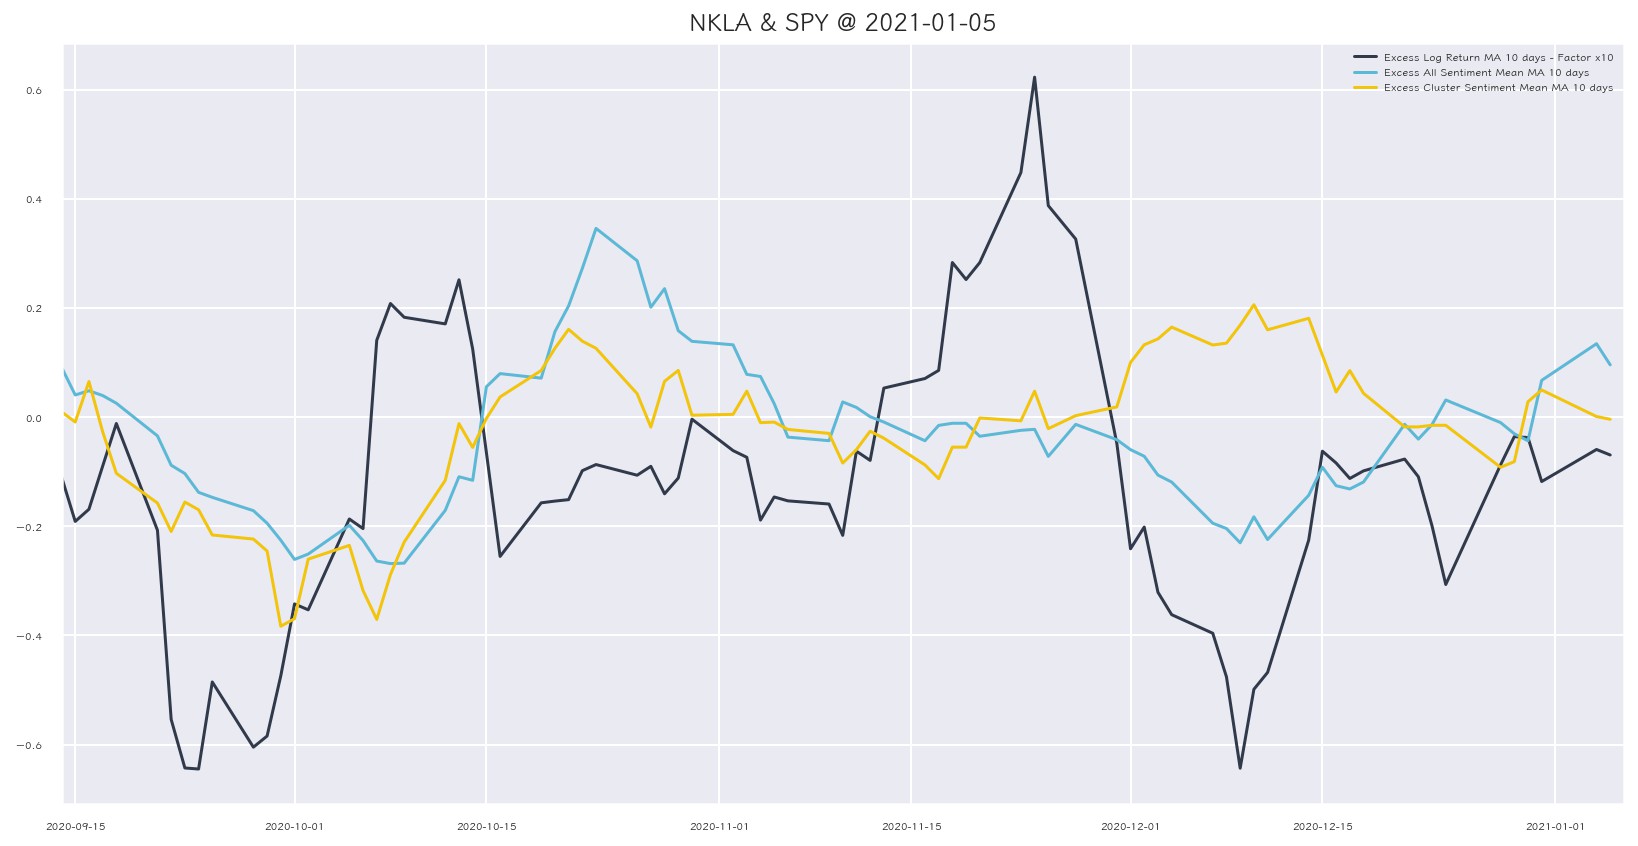 NKLA & SPY @ 2021-01-05
Excess Log Return MA 10 days - Factor x10
Excess All Sentiment Mean MA 10 days
Excess Cluster Sentiment Mean MA 10 days
0.6
0.4
0.2
0.0
−0.2
−0.4
−0.6
2020-09-15 2020-10-01 2020-10-15 2020-11-01 2020-11-15 2020-12-01 2020-12-15 2021-01-01